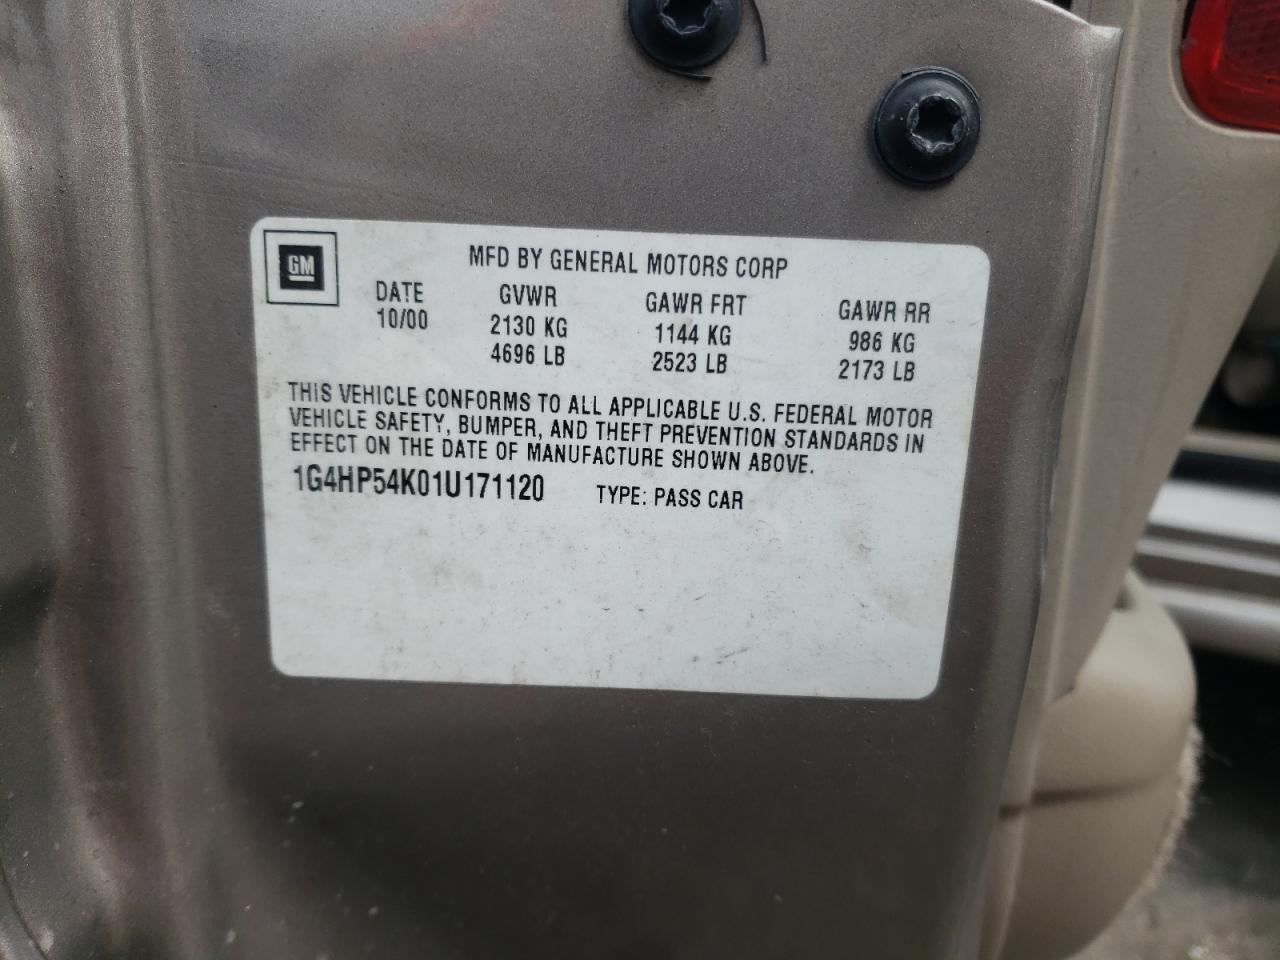 GM
MFD BY GENERAL MOTORS CORP
DATE GVWR GAWR FRT GAWR RR
10/00 2130 KG 1144 KG 986 KG
4696 LB 2523 LB 2173 LB
THIS VEHICLE CONFORMS TO ALL APPLICABLE U.S. FEDERAL MOTOR
VEHICLE SAFETY, BUMPER, AND THEFT PREVENTION STANDARDS IN
EFFECT ON THE DATE OF MANUFACTURE SHOWN ABOVE.
1G4HP54K01U171120 TYPE: PASS CAR